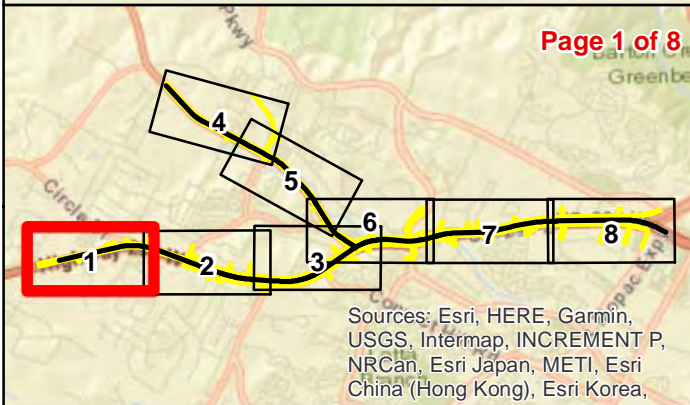 Page 1 of 8
Pkwy
Greenbe
4
5
6
1
2
3
7
8
Sources: Esri, HERE, Garmin,
USGS, Intermap, INCREMENT P,
NRCan, Esri Japan, METI, Esri
China (Hong Kong), Esri Korea,